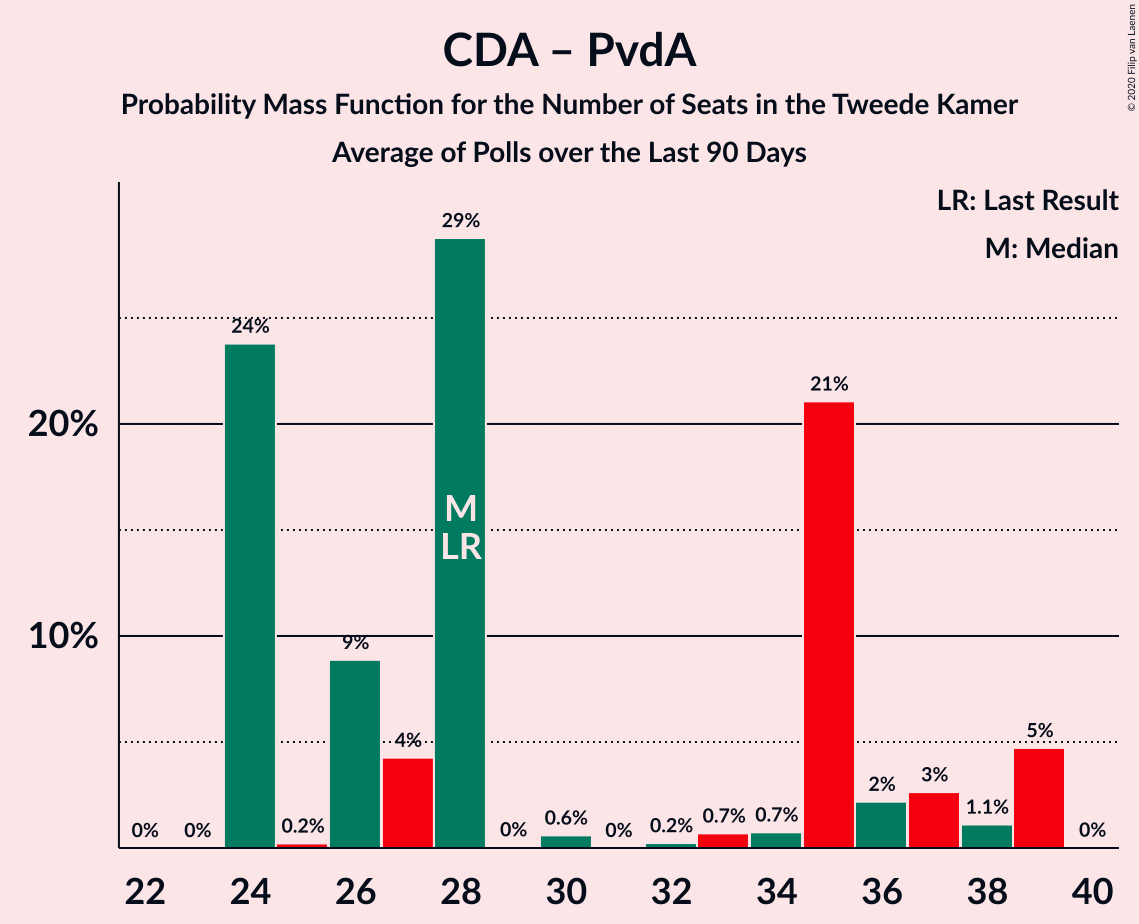 CDA – PvdA
Probability Mass Function for the Number of Seats in the Tweede Kamer
Average of Polls over the Last 90 Days
© 2020 Filip van Laenen
LR: Last Result
M: Median
29%
24%
21%
20%
M
LR
10%
9%
4%
5%
3%
2%
1.1%
0%
0%
0.2%
0%
0.6%
0%
0.2%
0.7%
0.7%
0%
22 24 26 28 30 32 34 36 38 40